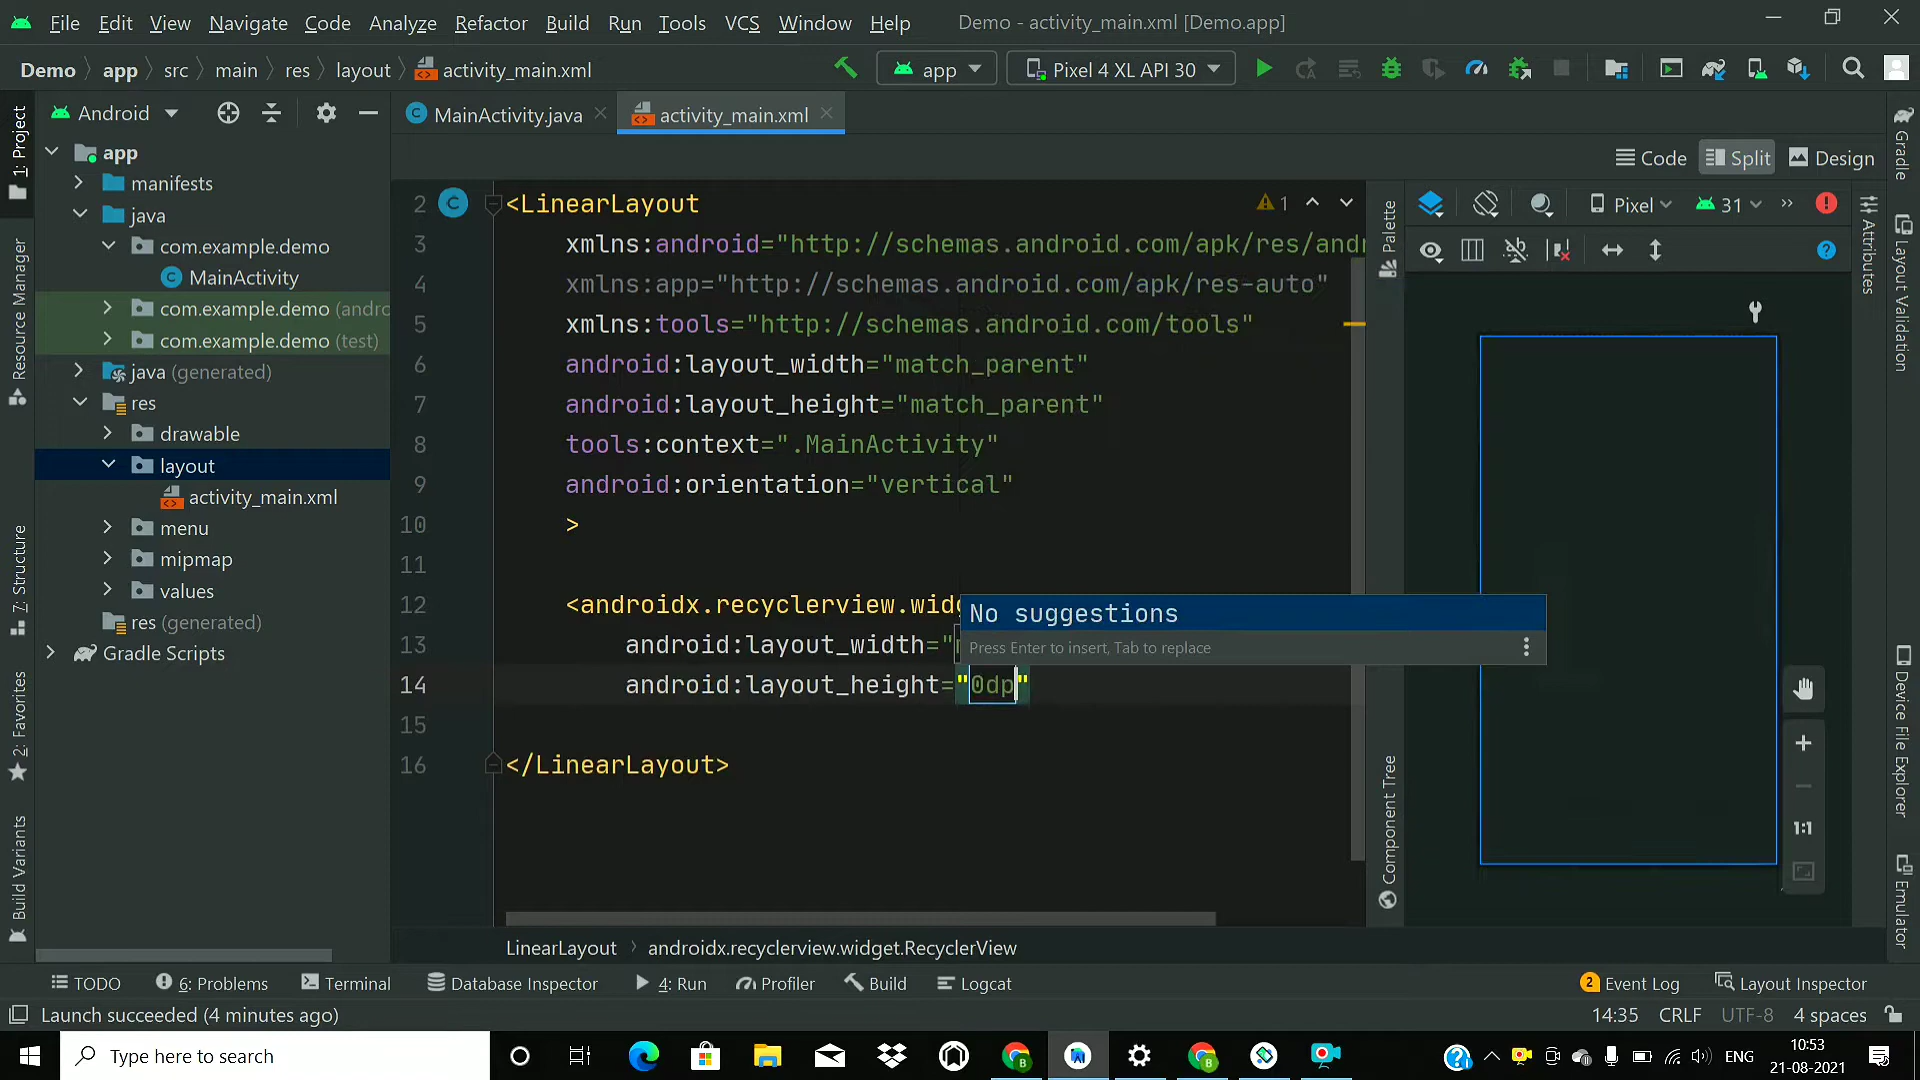 File Edit View Navigate Code Analyze Refactor Build Run Tools VCS Window Help Demo - activity_main.xml [Demo.app]
Demo app src main res layout activity_main.xml app Pixel 4 XL API 30
Android MainActivity.java activity_main.xml
Code Split Design
1: Project
Resource Manager
7: Structure
2: Favorites
Build Variants
app
manifests
java
com.example.demo
MainActivity
com.example.demo (andro
com.example.demo (test)
java (generated)
res
drawable
layout
activity_main.xml
menu
mipmap
values
res (generated)
Gradle Scripts
2 <LinearLayout 1
3 xmlns:android="http://schemas.android.com/apk/res/andr
4 xmlns:app="http://schemas.android.com/apk/res-auto"
5 xmlns:tools="http://schemas.android.com/tools"
6 android:layout_width="match_parent"
7 android:layout_height="match_parent"
8 tools:context=".MainActivity"
9 android:orientation="vertical"
10 >
11
12 <androidx.recyclerview.widg
13 android:layout_width="
14 android:layout_height="0dp"
15
16 </LinearLayout>
No suggestions
Press Enter to insert, Tab to replace
Palette
Component Tree
Pixel 31
1:1
Gradle
Attributes
Layout Validation
Device File Explorer
Emulator
LinearLayout androidx.recyclerview.widget.RecyclerView
TODO 6: Problems Terminal Database Inspector 4: Run Profiler Build Logcat 2 Event Log Layout Inspector
Launch succeeded (4 minutes ago) 14:35 CRLF UTF-8 4 spaces
Type here to search ENG 10:53
21-08-2021